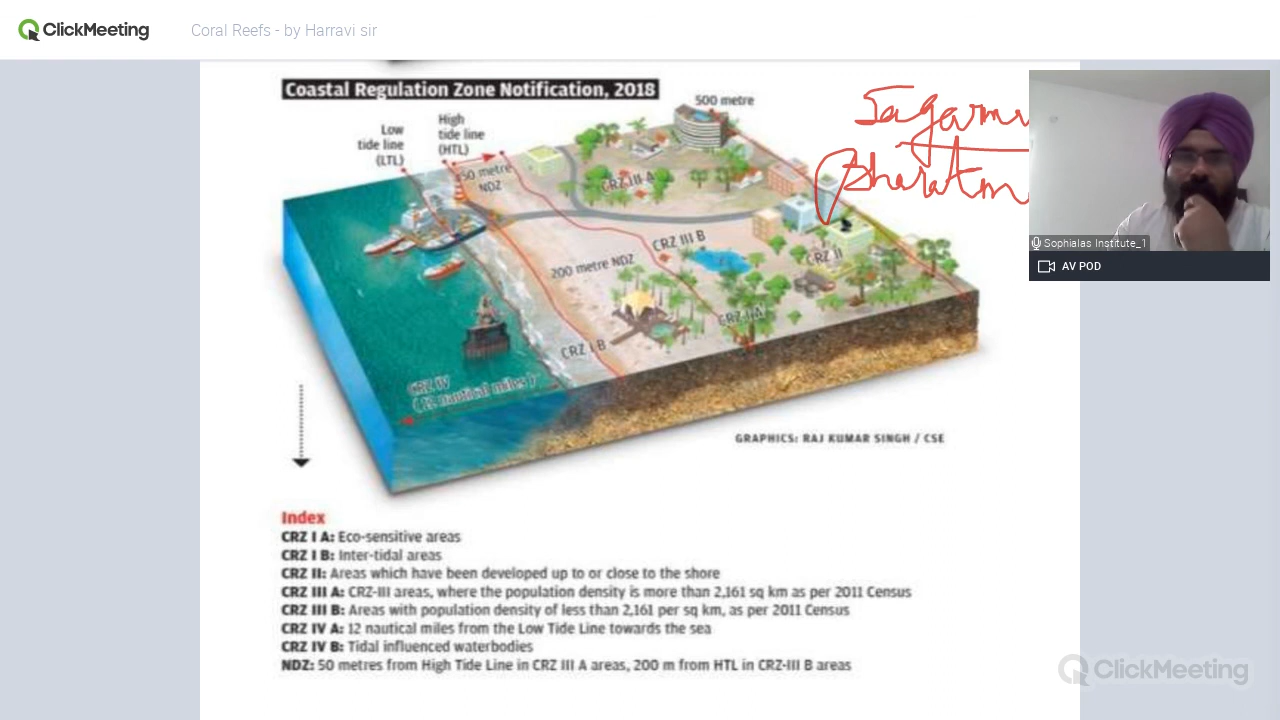 ClickMeeting
Coral Reefs - by Harravi sir
Coastal Regulation Zone Notification, 2018
500 metre
Low
tide line
(LTL)
High
tide line
(HTL)
50 metre
NDZ
CRZ III A
CRZ III B
200 metre NDZ
CRZ II
CRZ I A
CRZ I B
CRZ IV
(12 nautical miles)
GRAPHICS: RAJ KUMAR SINGH / CSE
Index
CRZ I A: Eco-sensitive areas
CRZ I B: Inter-tidal areas
CRZ II: Areas which have been developed up to or close to the shore
CRZ III A: CRZ-III areas, where the population density is more than 2,161 sq km as per 2011 Census
CRZ III B: Areas with population density of less than 2,161 per sq km, as per 2011 Census
CRZ IV A: 12 nautical miles from the Low Tide Line towards the sea
CRZ IV B: Tidal influenced waterbodies
NDZ: 50 metres from High Tide Line in CRZ III A areas, 200 m from HTL in CRZ-III B areas
Sophialas Institute_1
AV POD
ClickMeeting